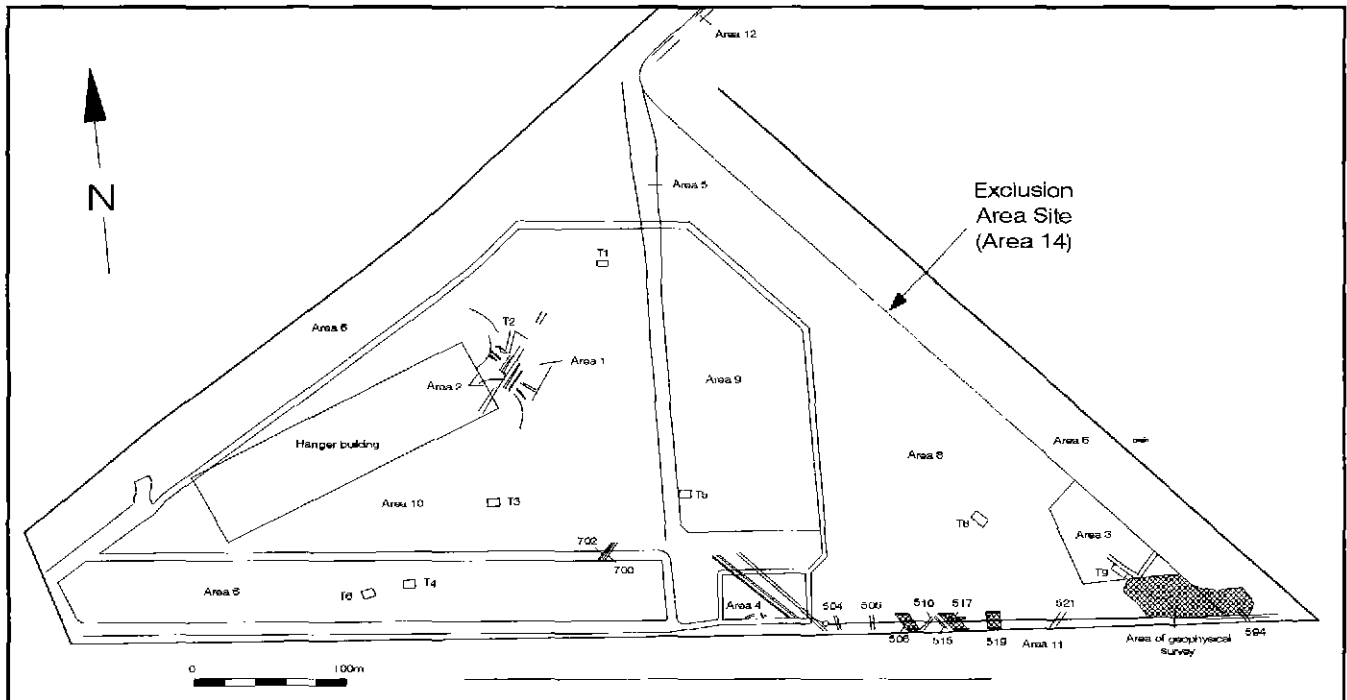 Area 12
N
Area 5
Exclusion
Area Site
(Area 14)
T1
Area 6
T2
Area 1
Area 2
Area 9
Hanger building
Area 6
Area 8
T5
Area 10
T3
T8
Area 3
702
700
T9
Area 6
T6
T4
Area 4
504
506
508
510
517
515
519
521
Area 11
Area of geophysical
survey
594
0
100m